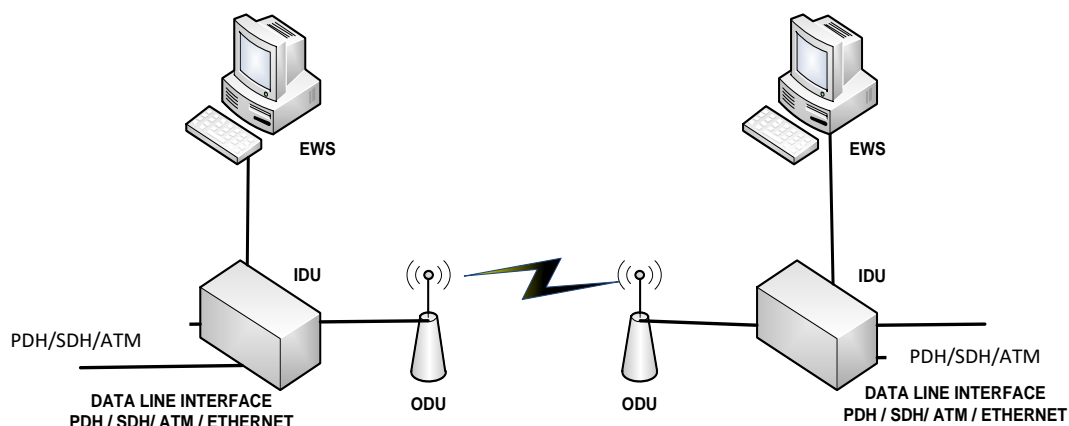 EWS
EWS
IDU
IDU
PDH/SDH/ATM
PDH/SDH/ATM
DATA LINE INTERFACE
PDH / SDH/ ATM / ETHERNET
ODU
ODU
DATA LINE INTERFACE
PDH / SDH/ ATM / ETHERNET